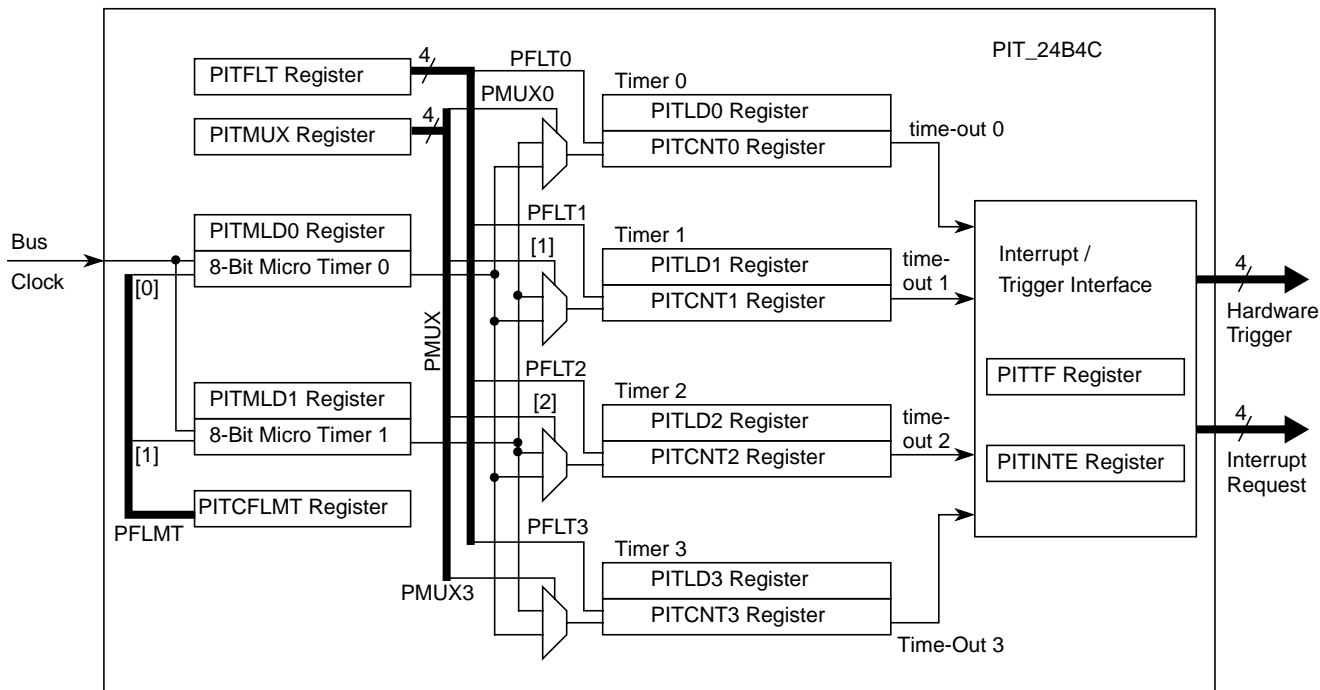 PIT_24B4C
4
PFLT0
PITFLT Register
Timer 0
PMUX0
PITLD0 Register
4
time-out 0
PITMUX Register
PITCNT0 Register
PFLT1
PITMLD0 Register
Timer 1
Bus
[1]
Interrupt /
8-Bit Micro Timer 0
PITLD1 Register
time-
out 1
4
Clock
[0]
Trigger Interface
PITCNT1 Register
Hardware
Trigger
PMUX
PFLT2
PITTF Register
PITMLD1 Register
Timer 2
[2]
PITLD2 Register
time-
out 2
4
8-Bit Micro Timer 1
[1]
PITCNT2 Register
PITINTE Register
Interrupt
Request
PITCFLMT Register
PFLMT
PFLT3
Timer 3
PITLD3 Register
PMUX3
PITCNT3 Register
Time-Out 3